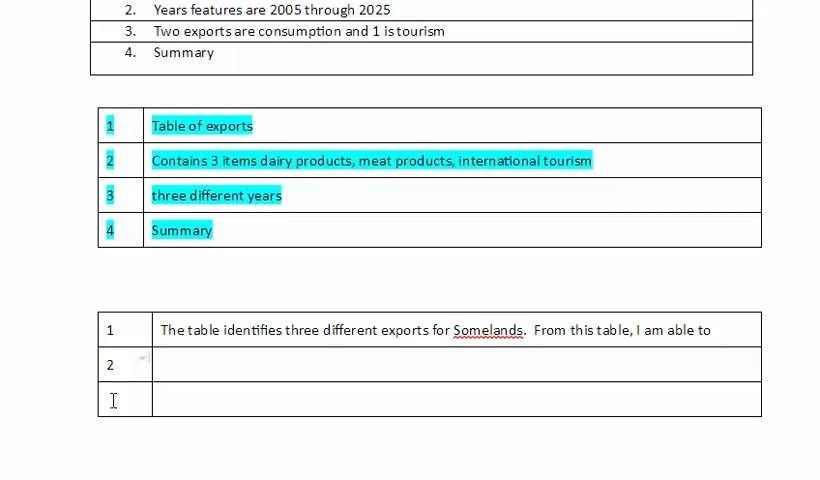 2. Years features are 2005 through 2025
3. Two exports are consumption and 1 is tourism
4. Summary
1 Table of exports
2 Contains 3 items dairy products, meat products, international tourism
3 three different years
4 Summary
1 The table identifies three different exports for Somelands. From this table, I am able to
2